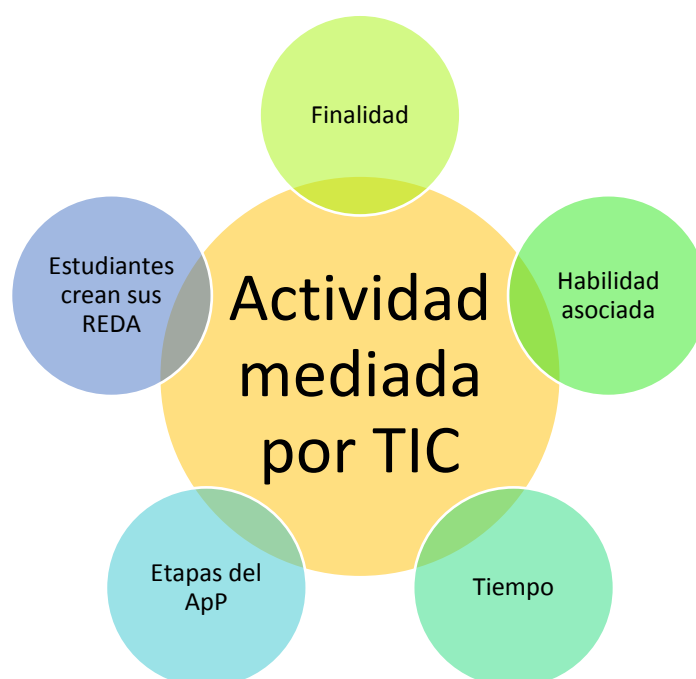 Finalidad
Estudiantes
crean sus
REDA
Actividad
mediada
por TIC
Habilidad
asociada
Etapas del
ApP
Tiempo